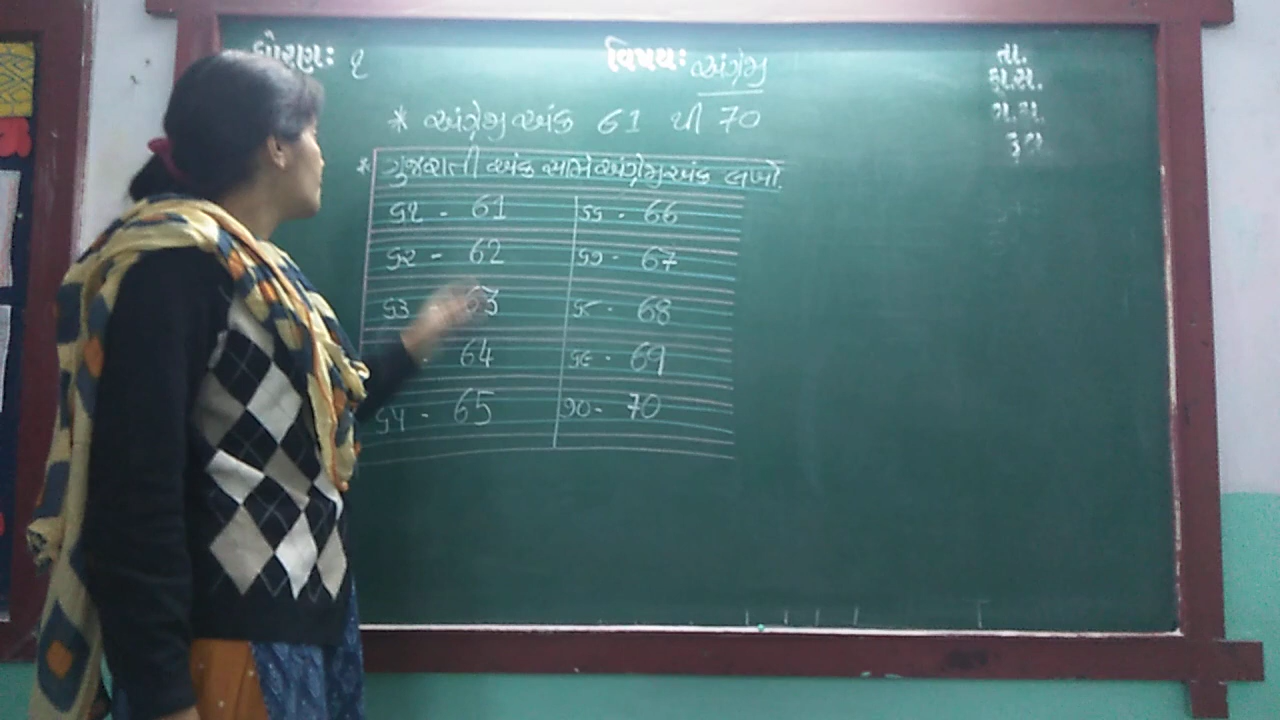 ધોરણ: ૧
વિષય: અંગ્રેજી
તા.
* અંગ્રેજી અંક 61 થી 70
* ગુજરાતી અંક સામે અંગ્રેજી અંક લખો.
૬૧ - 61
૬૬ - 66
૬૨ - 62
૬૭ - 67
૬૩ 63
૬૮ - 68
- 64
૬૯ - 69
૬૫ - 65
૭૦ - 70